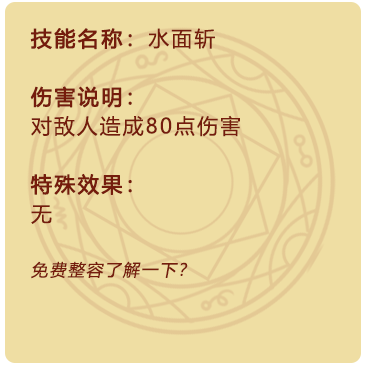 技能名称：水面斩
伤害说明：
对敌人造成80点伤害
特殊效果：
无
免费整容了解一下？